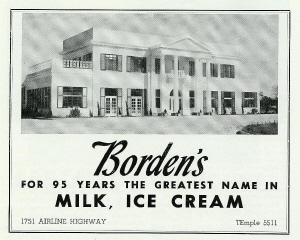 Borden's
FOR 95 YEARS THE GREATEST NAME IN
MILK, ICE CREAM
1751 AIRLINE HIGHWAY TEmple 5511